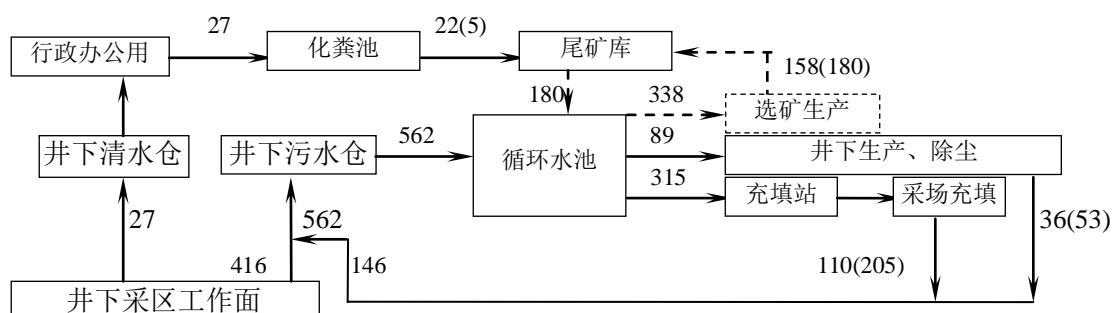 27
22(5)
行政办公用
化粪池
尾矿库
158(180)
180
338
选矿生产
井下清水仓
井下污水仓
562
循环水池
89
井下生产、除尘
315
充填站
采场充填
27
562
36(53)
416
146
110(205)
井下采区工作面